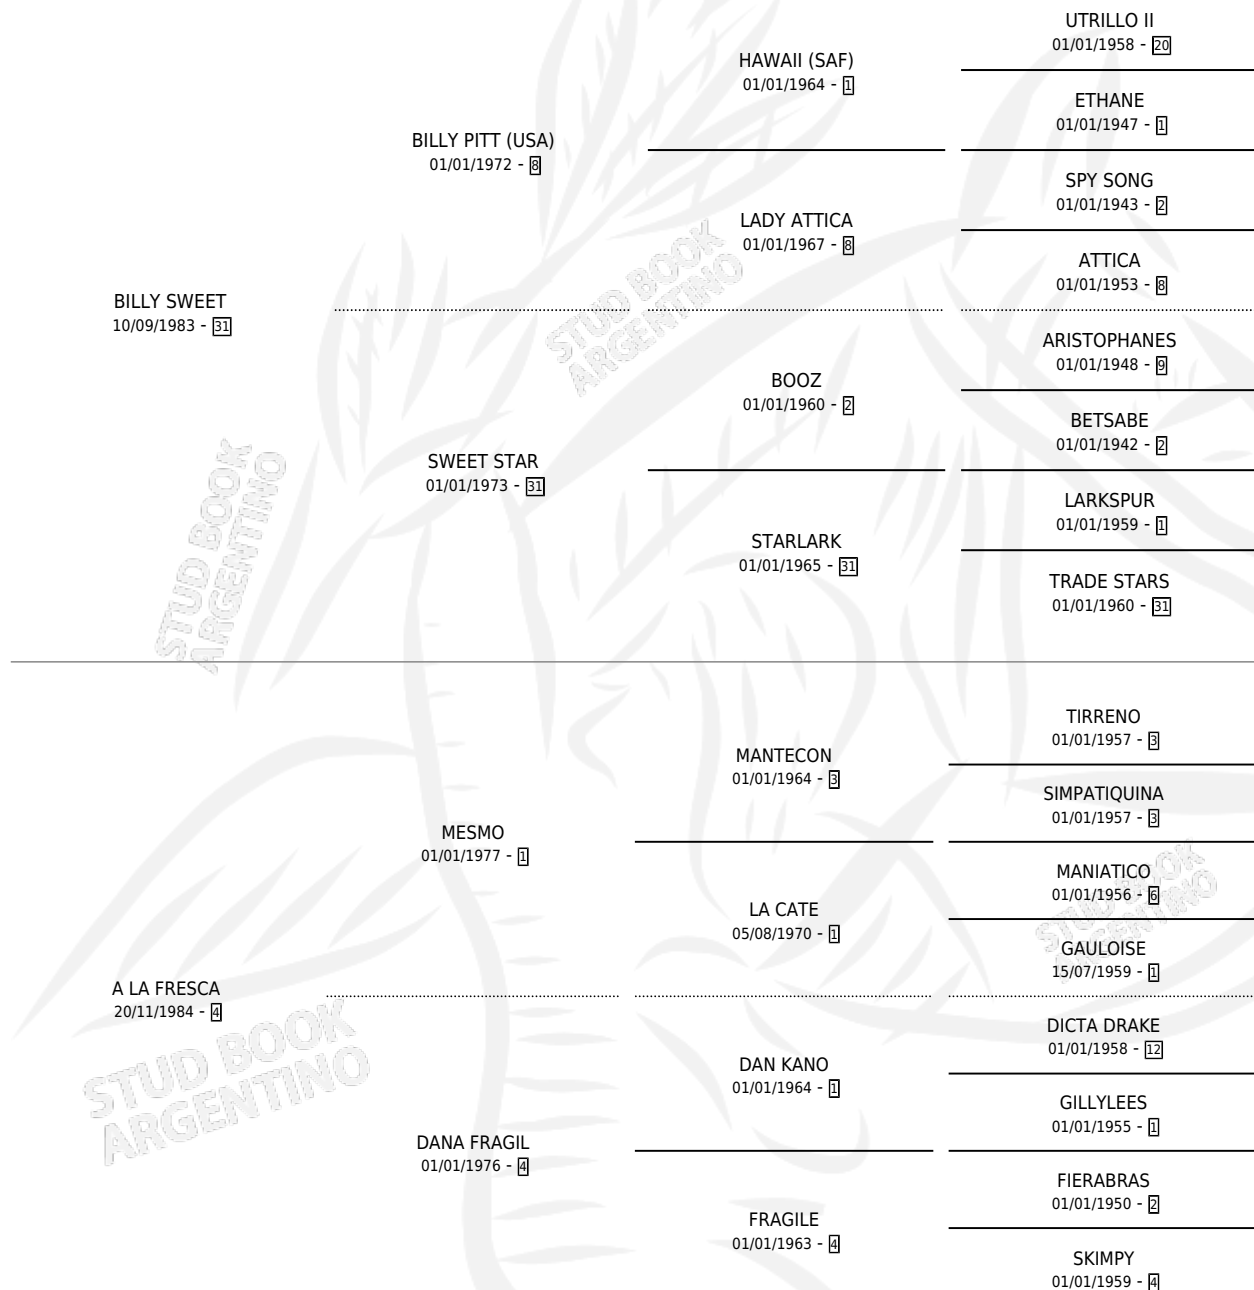 UTRILLO II
01/01/1958 - 20
HAWAII (SAF)
01/01/1964 - 1
ETHANE
01/01/1947 - 1
BILLY PITT (USA)
01/01/1972 - 8
SPY SONG
01/01/1943 - 2
LADY ATTICA
01/01/1967 - 8
ATTICA
01/01/1953 - 8
BILLY SWEET
10/09/1983 - 31
ARISTOPHANES
01/01/1948 - 9
BOOZ
01/01/1960 - 2
BETSABE
01/01/1942 - 2
SWEET STAR
01/01/1973 - 31
LARKSPUR
01/01/1959 - 1
STARLARK
01/01/1965 - 31
TRADE STARS
01/01/1960 - 31
TIRRENO
01/01/1957 - 3
MANTECON
01/01/1964 - 3
SIMPATIQUINA
01/01/1957 - 3
MESMO
01/01/1977 - 1
MANIATICO
01/01/1956 - 6
LA CATE
05/08/1970 - 1
GAULOISE
15/07/1959 - 1
A LA FRESCA
20/11/1984 - 4
DICTA DRAKE
01/01/1958 - 12
DAN KANO
01/01/1964 - 1
GILLYLEES
01/01/1955 - 1
DANA FRAGIL
01/01/1976 - 4
FIERABRAS
01/01/1950 - 2
FRAGILE
01/01/1963 - 4
SKIMPY
01/01/1959 - 4
STUD BOOK
ARGENTINO
STUD BOOK
ARGENTINO
STUD BOOK
ARGENTINO
STUD BOOK
ARGENTINO